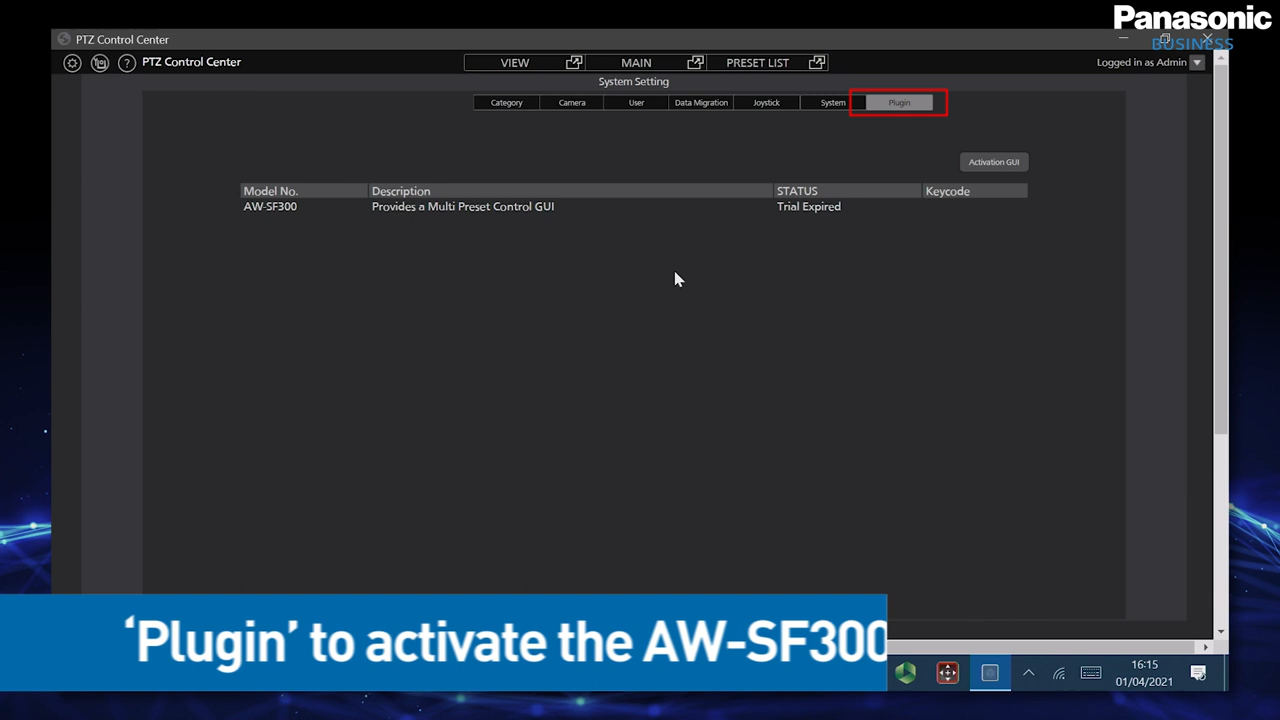 Panasonic
BUSINESS
PTZ Control Center
PTZ Control Center
VIEW
MAIN
PRESET LIST
Logged in as Admin
System Setting
Category
Camera
User
Data Migration
Joystick
System
Plugin
Activation GUI
Model No. Description STATUS Keycode
AW-SF300 Provides a Multi Preset Control GUI Trial Expired
‘Plugin’ to activate the AW-SF300
16:15
01/04/2021